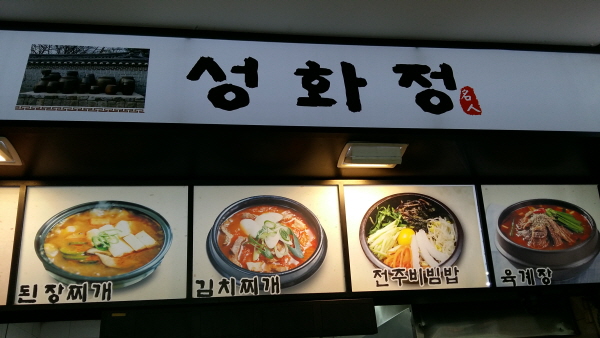 성화정
名人
된장찌개
김치찌개
전주비빔밥
육계장